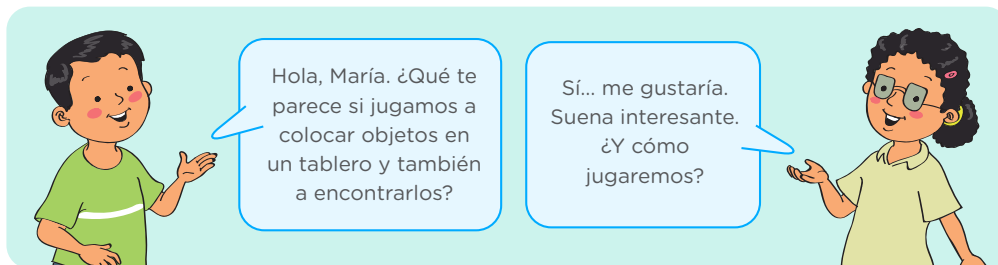 Hola, María. ¿Qué te
parece si jugamos a
colocar objetos en
un tablero y también
a encontrarlos?
Sí... me gustaría.
Suena interesante.
¿Y cómo
jugaremos?